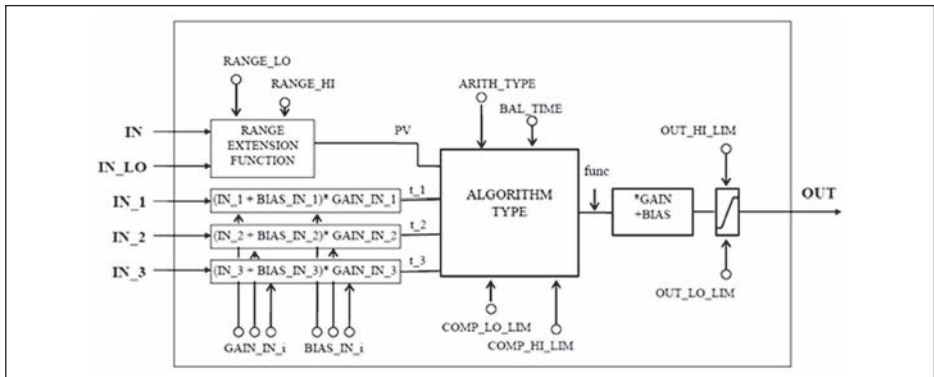 RANGE_LO
RANGE_HI
ARITH_TYPE
BAL_TIME
OUT_HI_LIM
IN
IN_LO
RANGE
EXTENSION
FUNCTION
PV
func
OUT
IN_1
(IN_1 + BIAS_IN_1)* GAIN_IN_1
t_1
ALGORITHM
TYPE
*GAIN
+BIAS
IN_2
(IN_2 + BIAS_IN_2)* GAIN_IN_2
t_2
IN_3
(IN_3 + BIAS_IN_3)* GAIN_IN_3
t_3
OUT_LO_LIM
COMP_LO_LIM
COMP_HI_LIM
GAIN_IN_i
BIAS_IN_i